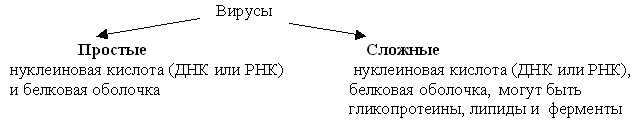 Вирусы
Простые
нуклеиновая кислота (ДНК или РНК)
и белковая оболочка
Сложные
нуклеиновая кислота (ДНК или РНК),
белковая оболочка, могут быть
гликопротеины, липиды и ферменты